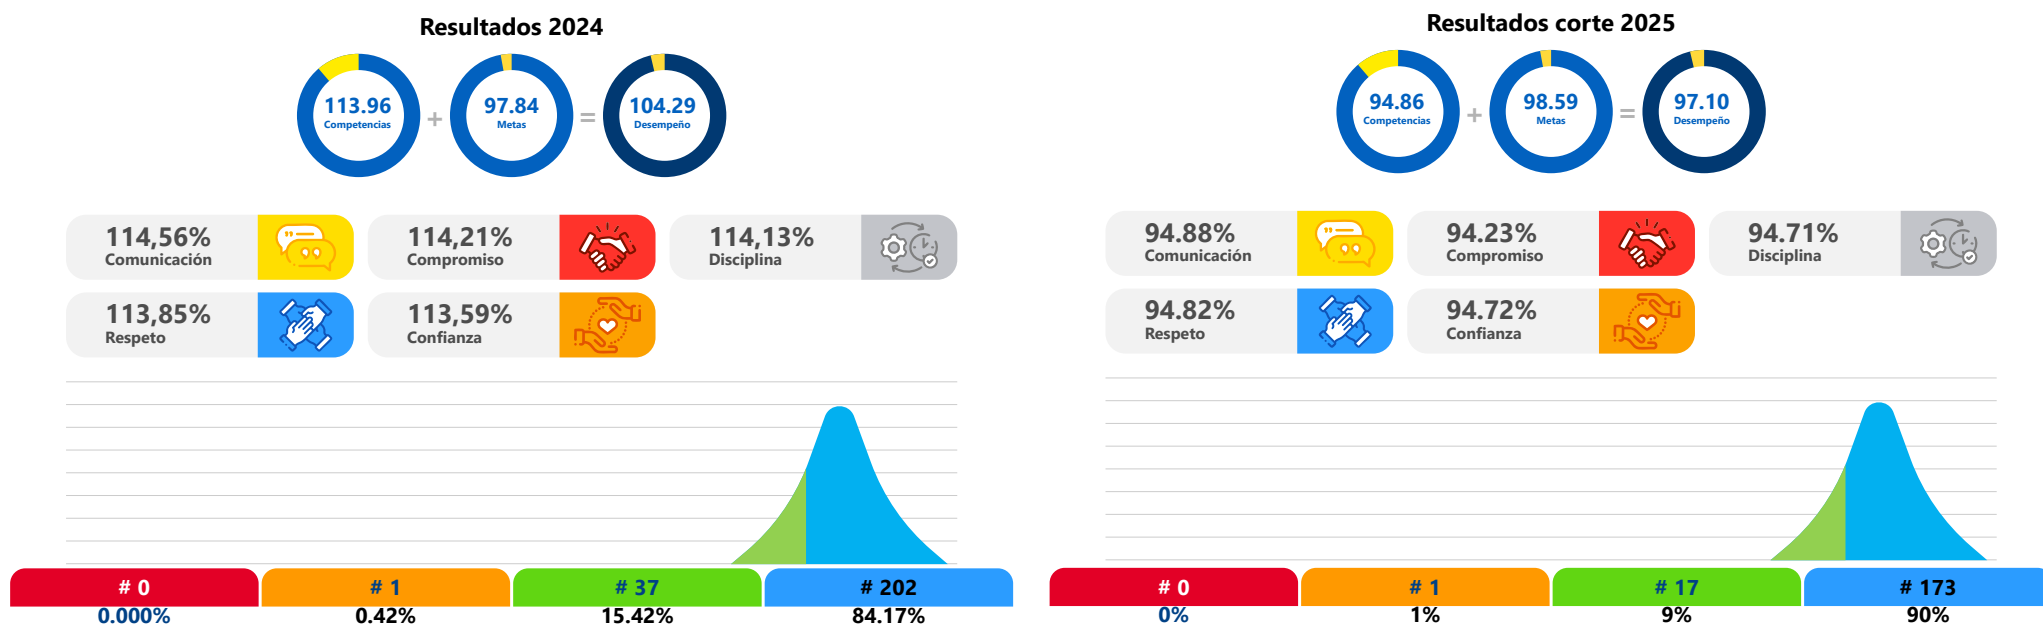 Resultados 2024
113.96
Competencias
+
97.84
Metas
=
104.29
Desempeño
114,56%
Comunicación
114,21%
Compromiso
114,13%
Disciplina
113,85%
Respeto
113,59%
Confianza
# 0
# 1
# 37
# 202
0.000%
0.42%
15.42%
84.17%
Resultados corte 2025
94.86
Competencias
+
98.59
Metas
=
97.10
Desempeño
94.88%
Comunicación
94.23%
Compromiso
94.71%
Disciplina
94.82%
Respeto
94.72%
Confianza
# 0
# 1
# 17
# 173
0%
1%
9%
90%